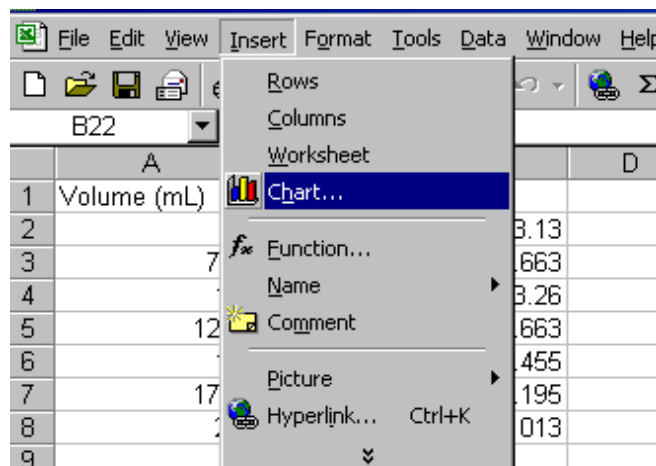 File Edit View Insert Format Tools Data Window Help
Rows
B22
Columns
Worksheet
A D
1 Volume (mL) Chart...
2 3.13
3 7 Function... .663
4 Name 3.26
5 12 Comment .663
6 .455
7 17 Picture .195
8 Hyperlink... Ctrl+K 013
9